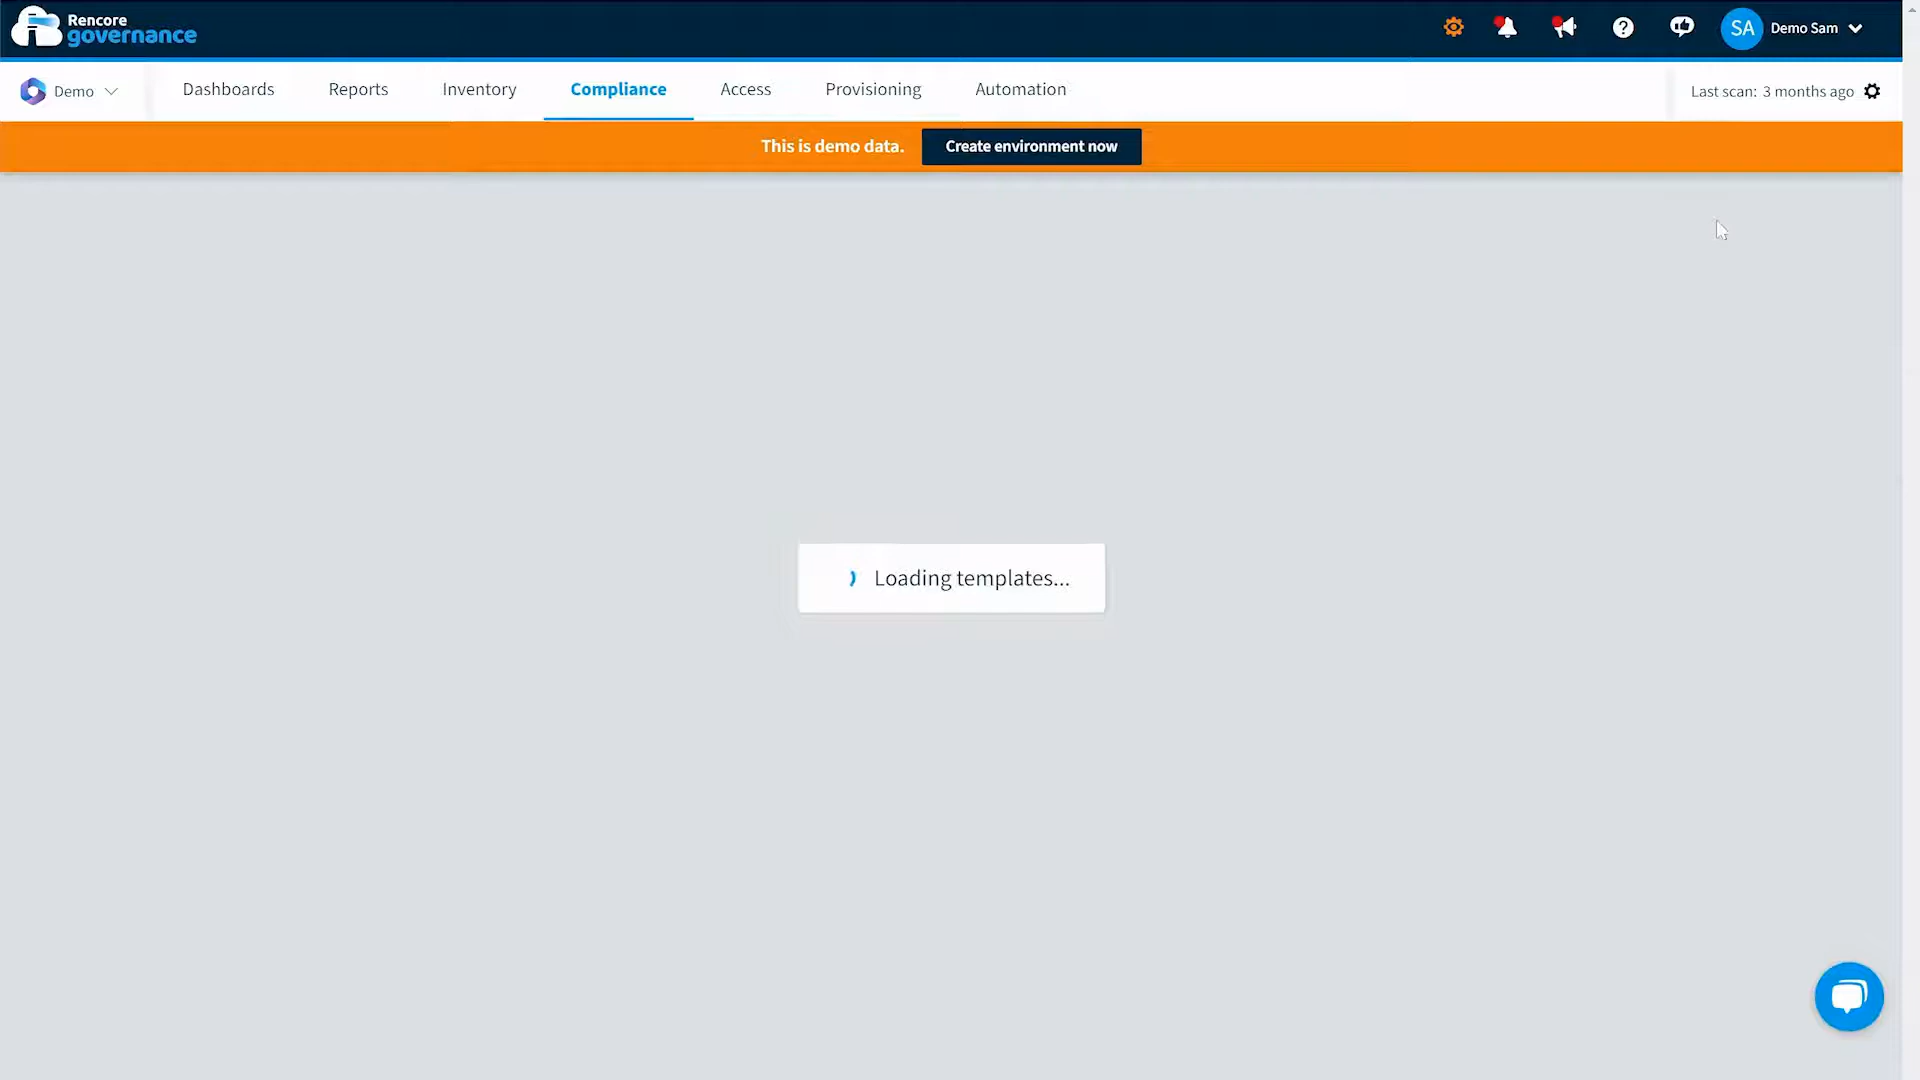 Rencore
governance
SA
Demo Sam
Demo
Dashboards
Reports
Inventory
Compliance
Access
Provisioning
Automation
Last scan: 3 months ago
This is demo data.
Create environment now
Loading templates...